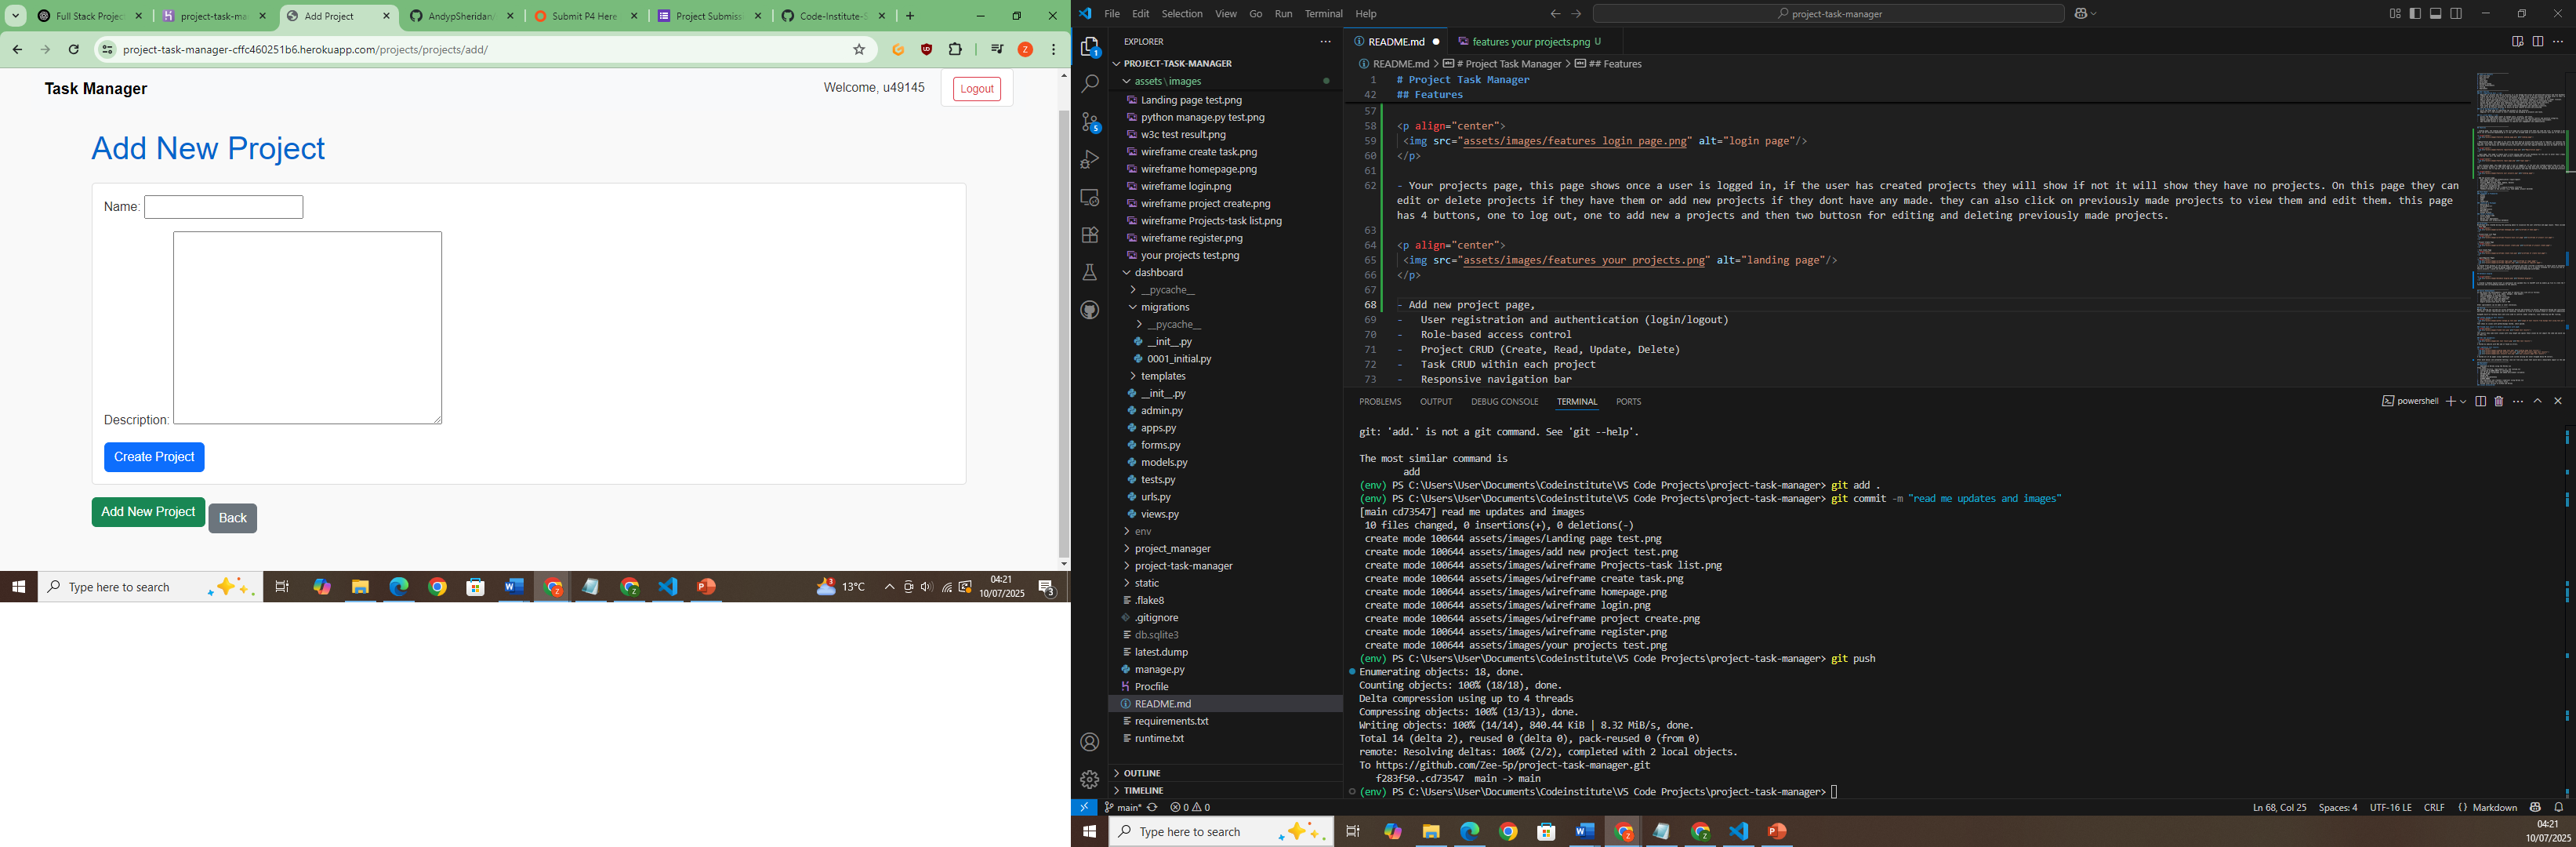 Full Stack Projec
project-task-ma
Add Project
AndypSheridan/
Submit P4 Here
Project Submiss
Code-Institute-S
project-task-manager-cffc460251b6.herokuapp.com/projects/projects/add/
Task Manager
Welcome, u49145
Logout
Add New Project
Name:
Description:
Create Project
Add New Project
Back
Type here to search
3
13°C
04:21
10/07/2025
3
File Edit Selection View Go Run Terminal Help
project-task-manager
EXPLORER
PROJECT-TASK-MANAGER
assets\images
Landing page test.png
python manage.py test.png
w3c test result.png
wireframe create task.png
wireframe homepage.png
wireframe login.png
wireframe project create.png
wireframe Projects-task list.png
wireframe register.png
your projects test.png
dashboard
__pycache__
migrations
__pycache__
__init__.py
0001_initial.py
templates
__init__.py
admin.py
apps.py
forms.py
models.py
tests.py
urls.py
views.py
env
project_manager
project-task-manager
static
.flake8
.gitignore
db.sqlite3
latest.dump
manage.py
Procfile
README.md
requirements.txt
runtime.txt
OUTLINE
TIMELINE
1
5
README.md
features your projects.png U
README.md > # Project Task Manager > ## Features
1 # Project Task Manager
42 ## Features
57
58 <p align="center">
59 <img src="assets/images/features login page.png" alt="login page"/>
60 </p>
61
62 - Your projects page, this page shows once a user is logged in, if the user has created projects they will show if not it will show they have no projects. On this page they can
edit or delete projects if they have them or add new projects if they dont have any made. they can also click on previously made projects to view them and edit them. this page
has 4 buttons, one to log out, one to add new a projects and then two buttosn for editing and deleting previously made projects.
63
64 <p align="center">
65 <img src="assets/images/features your projects.png" alt="landing page"/>
66 </p>
67
68 - Add new project page,
69 - User registration and authentication (login/logout)
70 - Role-based access control
71 - Project CRUD (Create, Read, Update, Delete)
72 - Task CRUD within each project
73 - Responsive navigation bar
PROBLEMS OUTPUT DEBUG CONSOLE TERMINAL PORTS
powershell
git: 'add.' is not a git command. See 'git --help'.
The most similar command is
add
(env) PS C:\Users\User\Documents\Codeinstitute\VS Code Projects\project-task-manager> git add .
(env) PS C:\Users\User\Documents\Codeinstitute\VS Code Projects\project-task-manager> git commit -m "read me updates and images"
[main cd73547] read me updates and images
10 files changed, 0 insertions(+), 0 deletions(-)
create mode 100644 assets/images/Landing page test.png
create mode 100644 assets/images/add new project test.png
create mode 100644 assets/images/wireframe Projects-task list.png
create mode 100644 assets/images/wireframe create task.png
create mode 100644 assets/images/wireframe homepage.png
create mode 100644 assets/images/wireframe login.png
create mode 100644 assets/images/wireframe project create.png
create mode 100644 assets/images/wireframe register.png
create mode 100644 assets/images/your projects test.png
(env) PS C:\Users\User\Documents\Codeinstitute\VS Code Projects\project-task-manager> git push
Enumerating objects: 18, done.
Counting objects: 100% (18/18), done.
Delta compression using up to 4 threads
Compressing objects: 100% (13/13), done.
Writing objects: 100% (14/14), 840.44 KiB | 8.32 MiB/s, done.
Total 14 (delta 2), reused 0 (delta 0), pack-reused 0 (from 0)
remote: Resolving deltas: 100% (2/2), completed with 2 local objects.
To https://github.com/Zee-5p/project-task-manager.git
f283f50..cd73547 main -> main
(env) PS C:\Users\User\Documents\Codeinstitute\VS Code Projects\project-task-manager>
main* 0 0
Ln 68, Col 25 Spaces: 4 UTF-16 LE CRLF {} Markdown
Type here to search
04:21
10/07/2025